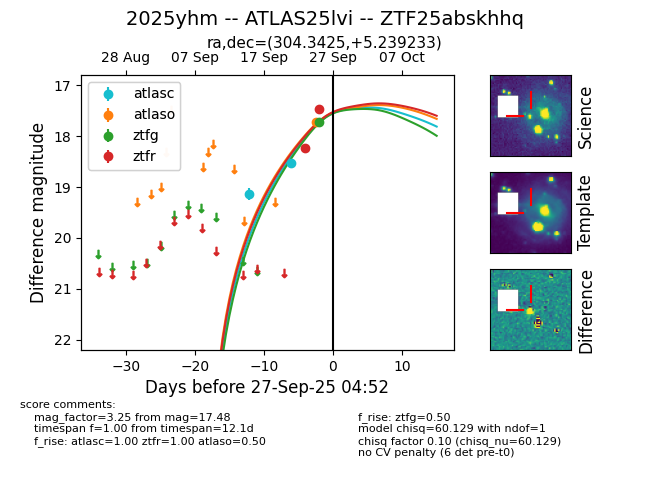 2025yhm -- ATLAS25lvi -- ZTF25abskhhq
ra,dec=(304.3425,+5.239233)
28 Aug 07 Sep 17 Sep 27 Sep 07 Oct
17
18
19
20
21
22
Difference magnitude
atlasc
atlaso
ztfg
ztfr
−30 −20 −10 0 10
Days before 27-Sep-25 04:52
Science
Template
Difference
score comments:
mag_factor=3.25 from mag=17.48
timespan f=1.00 from timespan=12.1d
f_rise: atlasc=1.00 ztfr=1.00 atlaso=0.50
f_rise: ztfg=0.50
model chisq=60.129 with ndof=1
chisq factor 0.10 (chisq_nu=60.129)
no CV penalty (6 det pre-t0)